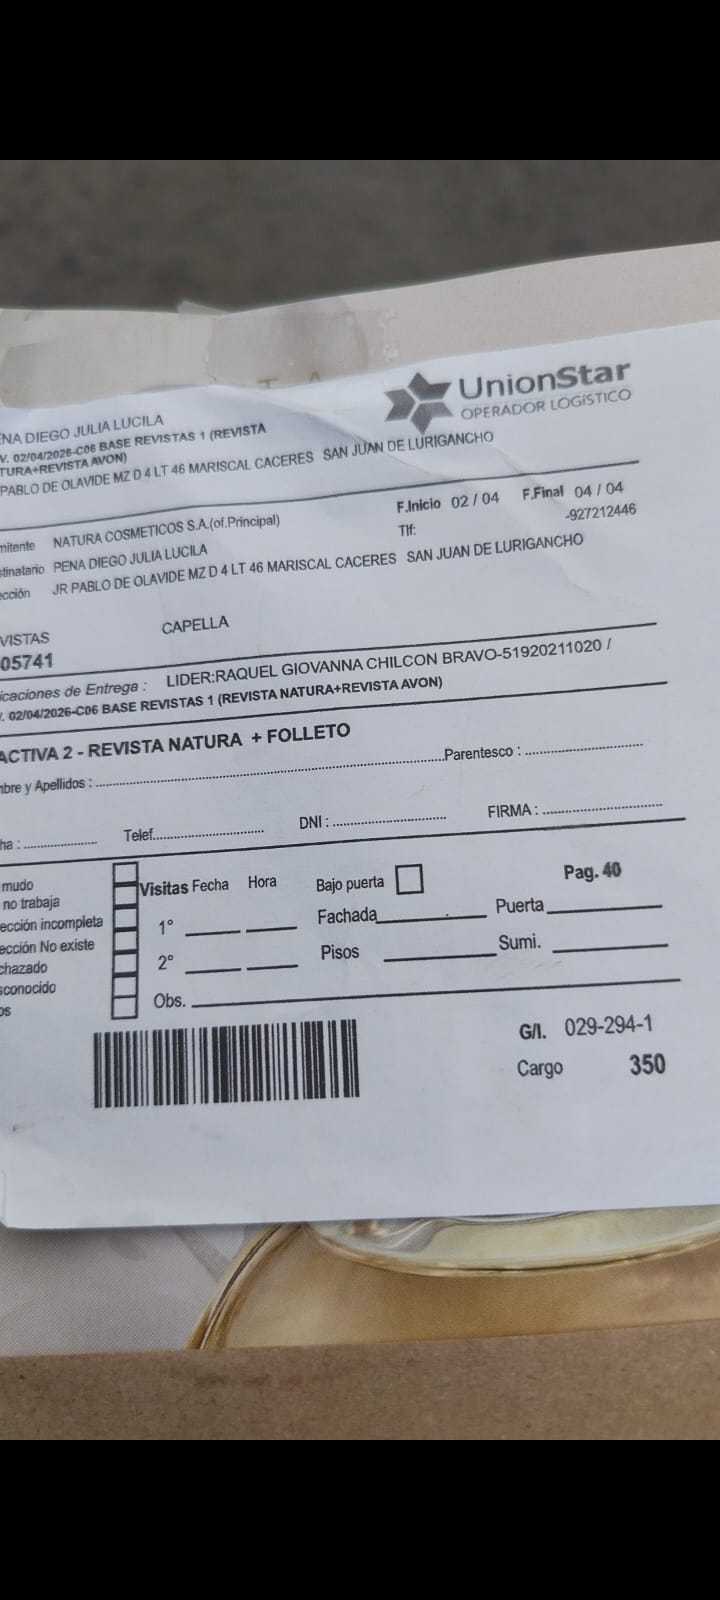 UnionStar
OPERADOR LOGÍSTICO
ENA DIEGO JULIA LUCILA
V. 02/04/2026-C06 BASE REVISTAS 1 (REVISTA
TURA+REVISTA AVON)
PABLO DE OLAVIDE MZ D 4 LT 46 MARISCAL CACERES SAN JUAN DE LURIGANCHO
mitente NATURA COSMETICOS S.A.(of.Principal) F.Inicio 02 / 04 F.Final 04 / 04
stinatario PENA DIEGO JULIA LUCILA Tlf: -927212446
ección JR PABLO DE OLAVIDE MZ D 4 LT 46 MARISCAL CACERES SAN JUAN DE LURIGANCHO
VISTAS CAPELLA
05741
icaciones de Entrega : LIDER:RAQUEL GIOVANNA CHILCON BRAVO-51920211020 /
/. 02/04/2026-C06 BASE REVISTAS 1 (REVISTA NATURA+REVISTA AVON)
ACTIVA 2 - REVISTA NATURA + FOLLETO
mbre y Apellidos : Parentesco :
ha : Telef. DNI : FIRMA :
mudo
no trabaja
ección incompleta
ección No existe
chazado
sconocido
os
Visitas Fecha Hora Bajo puerta Pag. 40
1° Fachada Puerta
2° Pisos Sumi.
Obs.
G/I. 029-294-1
Cargo 350